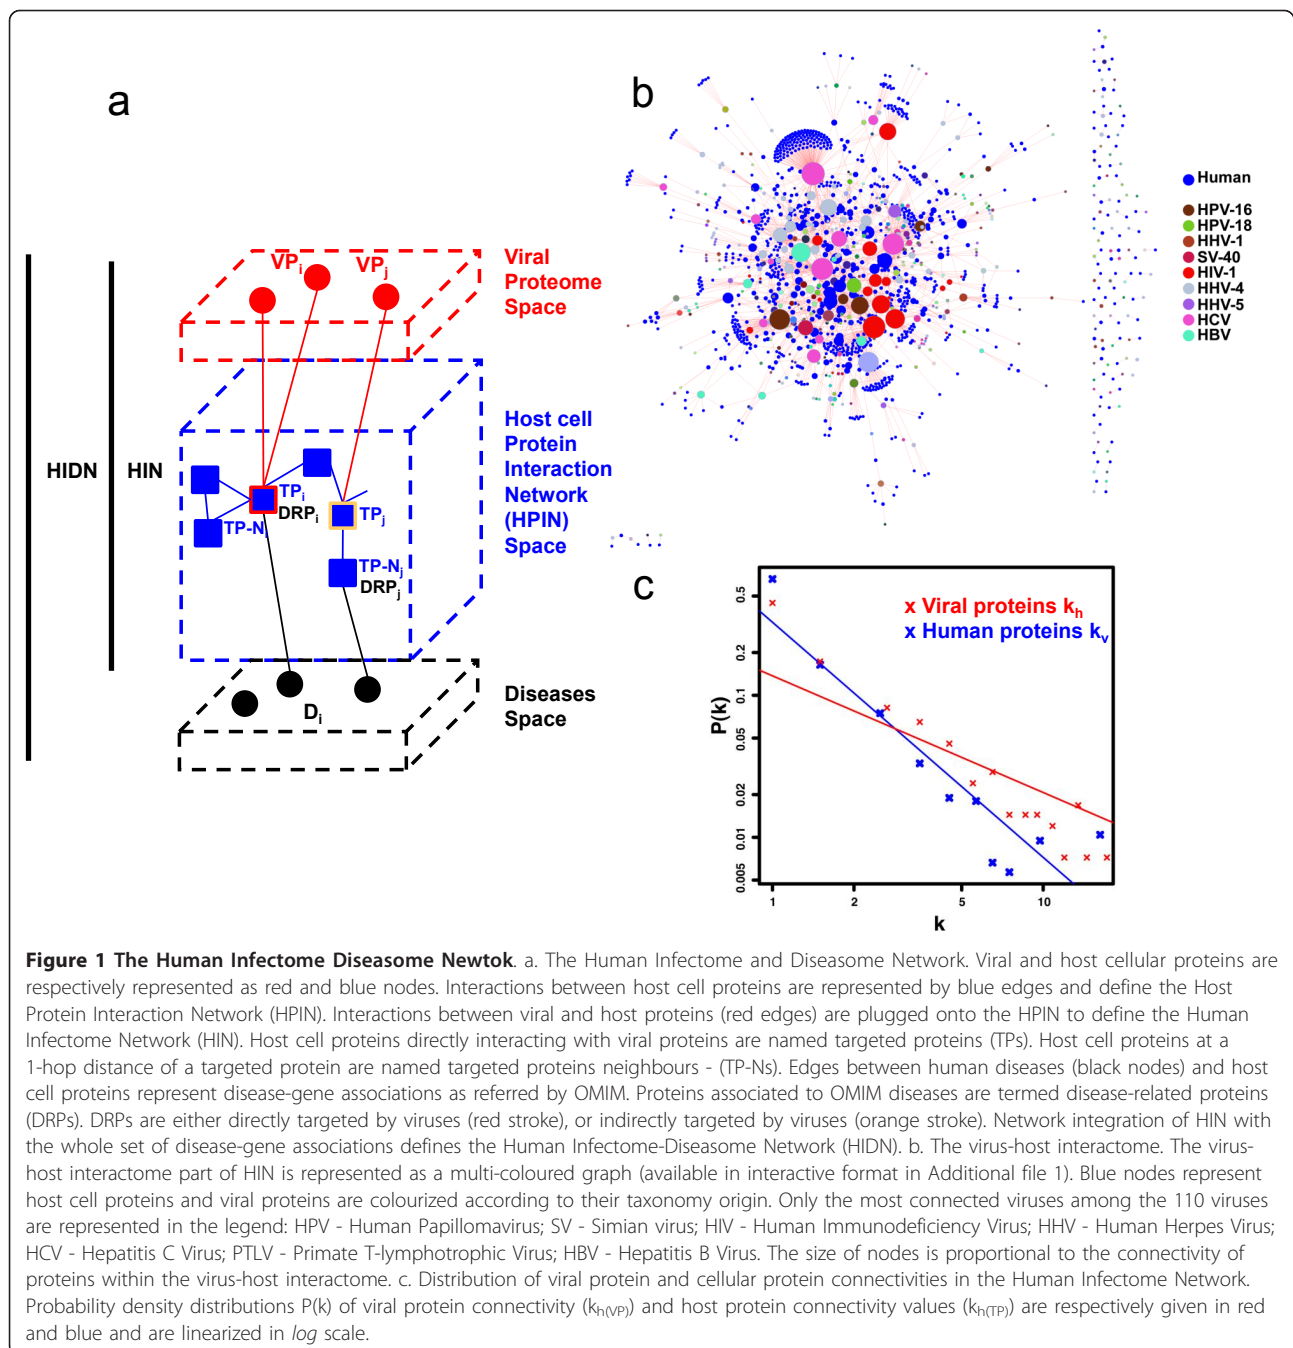 a
VPi
VPj
Viral
Proteome
Space
HIDN
HIN
TPi
DRPi
TP-Ni
TPj
TP-Nj
DRPj
Host cell
Protein
Interaction
Network
(HPIN)
Space
Di
Diseases
Space
b
Human
HPV-16
HPV-18
HHV-1
SV-40
HIV-1
HHV-4
HHV-5
HCV
HBV
c
x Viral proteins kh
x Human proteins kv
P(k)
0.5
0.2
0.1
0.05
0.02
0.01
0.005
1
2
5
10
k
Figure 1 The Human Infectome Diseasome Newtok. a. The Human Infectome and Diseasome Network. Viral and host cellular proteins are
respectively represented as red and blue nodes. Interactions between host cell proteins are represented by blue edges and define the Host
Protein Interaction Network (HPIN). Interactions between viral and host proteins (red edges) are plugged onto the HPIN to define the Human
Infectome Network (HIN). Host cell proteins directly interacting with viral proteins are named targeted proteins (TPs). Host cell proteins at a
1-hop distance of a targeted protein are named targeted proteins neighbours - (TP-Ns). Edges between human diseases (black nodes) and host
cell proteins represent disease-gene associations as referred by OMIM. Proteins associated to OMIM diseases are termed disease-related proteins
(DRPs). DRPs are either directly targeted by viruses (red stroke), or indirectly targeted by viruses (orange stroke). Network integration of HIN with
the whole set of disease-gene associations defines the Human Infectome-Diseasome Network (HIDN). b. The virus-host interactome. The virus-
host interactome part of HIN is represented as a multi-coloured graph (available in interactive format in Additional file 1). Blue nodes represent
host cell proteins and viral proteins are colourized according to their taxonomy origin. Only the most connected viruses among the 110 viruses
are represented in the legend: HPV - Human Papillomavirus; SV - Simian virus; HIV - Human Immunodeficiency Virus; HHV - Human Herpes Virus;
HCV - Hepatitis C Virus; PTLV - Primate T-lymphotrophic Virus; HBV - Hepatitis B Virus. The size of nodes is proportional to the connectivity of
proteins within the virus-host interactome. c. Distribution of viral protein and cellular protein connectivities in the Human Infectome Network.
Probability density distributions P(k) of viral protein connectivity (kh(VP)) and host protein connectivity values (kh(TP)) are respectively given in red
and blue and are linearized in log scale.